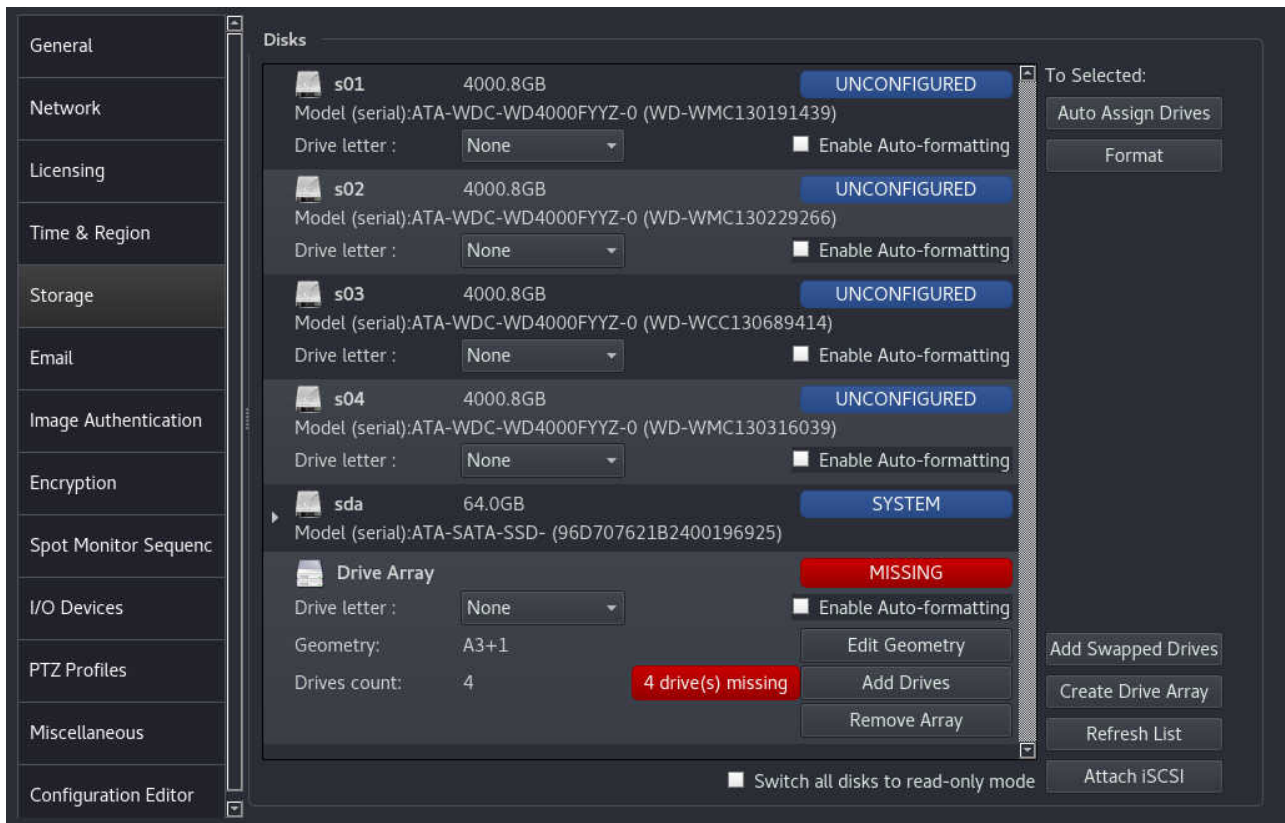 General
Network
Licensing
Time & Region
Storage
Email
Image Authentication
Encryption
Spot Monitor Sequenc
I/O Devices
PTZ Profiles
Miscellaneous
Configuration Editor
Disks
s01 4000.8GB UNCONFIGURED
Model (serial):ATA-WDC-WD4000FYYZ-0 (WD-WMC130191439)
Drive letter : None Enable Auto-formatting
s02 4000.8GB UNCONFIGURED
Model (serial):ATA-WDC-WD4000FYYZ-0 (WD-WMC130229266)
Drive letter : None Enable Auto-formatting
s03 4000.8GB UNCONFIGURED
Model (serial):ATA-WDC-WD4000FYYZ-0 (WD-WCC130689414)
Drive letter : None Enable Auto-formatting
s04 4000.8GB UNCONFIGURED
Model (serial):ATA-WDC-WD4000FYYZ-0 (WD-WMC130316039)
Drive letter : None Enable Auto-formatting
sda 64.0GB SYSTEM
Model (serial):ATA-SATA-SSD- (96D707621B2400196925)
Drive Array MISSING
Drive letter : None Enable Auto-formatting
Geometry: A3+1 Edit Geometry
Drives count: 4 4 drive(s) missing Add Drives
Remove Array
Switch all disks to read-only mode
To Selected:
Auto Assign Drives
Format
Add Swapped Drives
Create Drive Array
Refresh List
Attach iSCSI